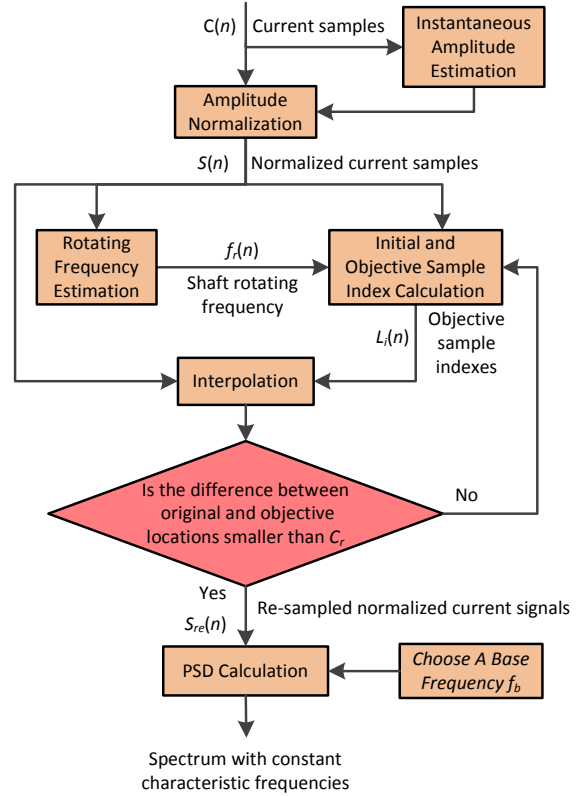 C(n)
Current samples
Instantaneous
Amplitude
Estimation
Amplitude
Normalization
S(n)
Normalized current samples
Rotating
Frequency
Estimation
fr(n)
Shaft rotating
frequency
Initial and
Objective Sample
Index Calculation
Li(n)
Objective
sample
indexes
Interpolation
Is the difference between
original and objective
locations smaller than Cr
No
Yes
Re-sampled normalized current signals
Sre(n)
PSD Calculation
Choose A Base
Frequency fb
Spectrum with constant
characteristic frequencies